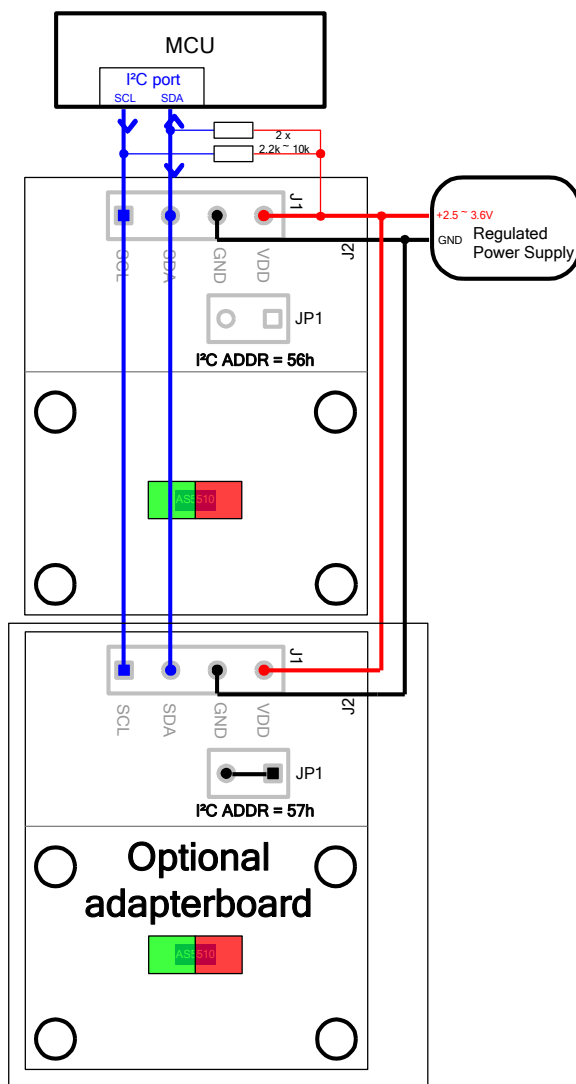 MCU
I²C port
SCL SDA
2 x
2.2k ~ 10k
J1
J2
+2.5 ~ 3.6V
GND
Regulated
Power Supply
SCL
SDA
GND
VDD
JP1
I²C ADDR = 56h
AS5510
J1
J2
SCL
SDA
GND
VDD
JP1
I²C ADDR = 57h
Optional
adapterboard
AS5510